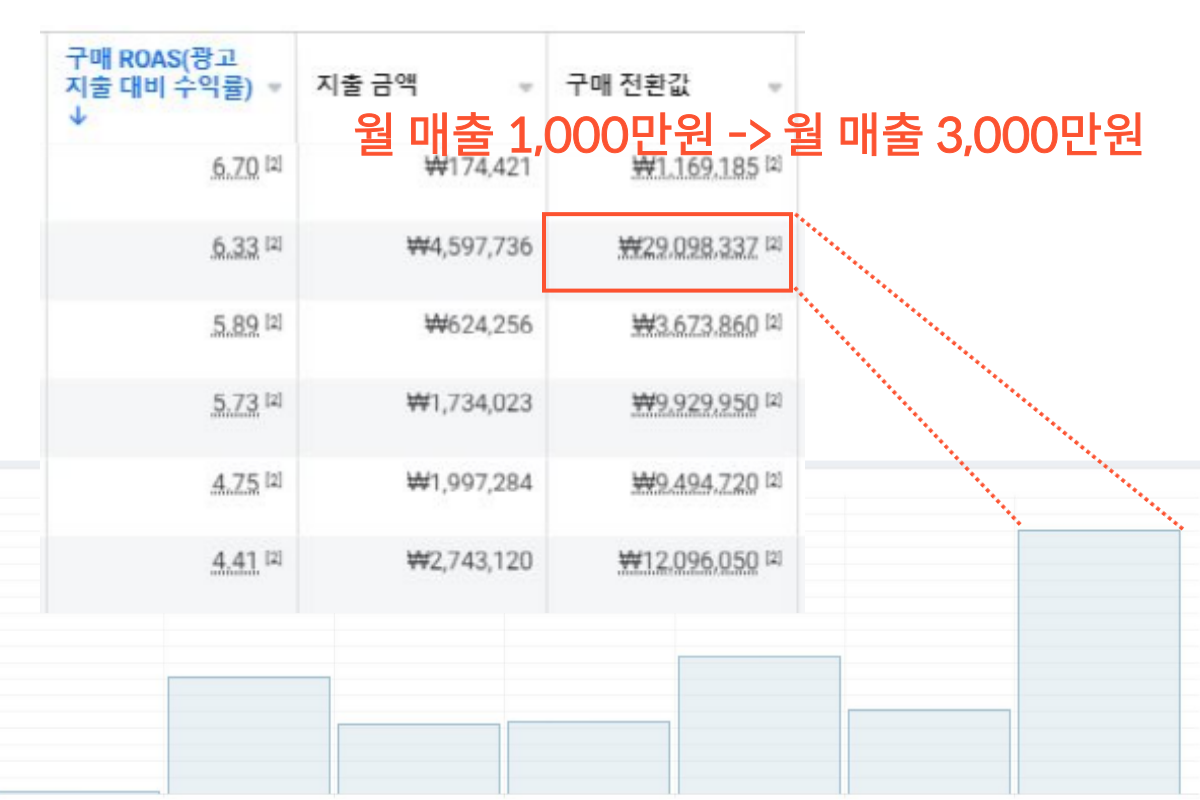 구매 ROAS(광고
지출 대비 수익률)
↓
지출 금액
구매 전환값
월 매출 1,000만원 -> 월 매출 3,000만원
6.70 [2] ₩174,421 ₩1,169,185 [2]
6.33 [2] ₩4,597,736 ₩29,098,337 [2]
5.89 [2] ₩624,256 ₩3,673,860 [2]
5.73 [2] ₩1,734,023 ₩9,929,950 [2]
4.75 [2] ₩1,997,284 ₩9,494,720 [2]
4.41 [2] ₩2,743,120 ₩12,096,050 [2]